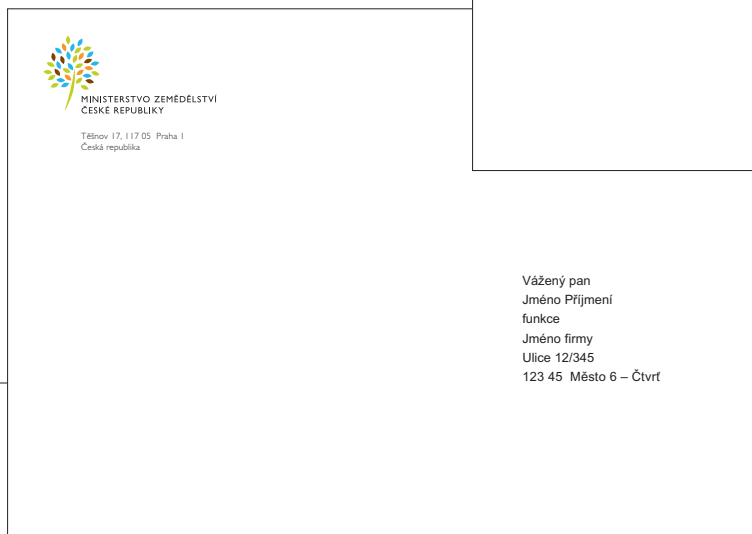 MINISTERSTVO ZEMĚDĚLSTVÍ
ČESKÉ REPUBLIKY
Těšnov 17, 117 05 Praha 1
Česká republika
Vážený pan
Jméno Příjmení
funkce
Jméno firmy
Ulice 12/345
123 45 Město 6 – Čtvrť